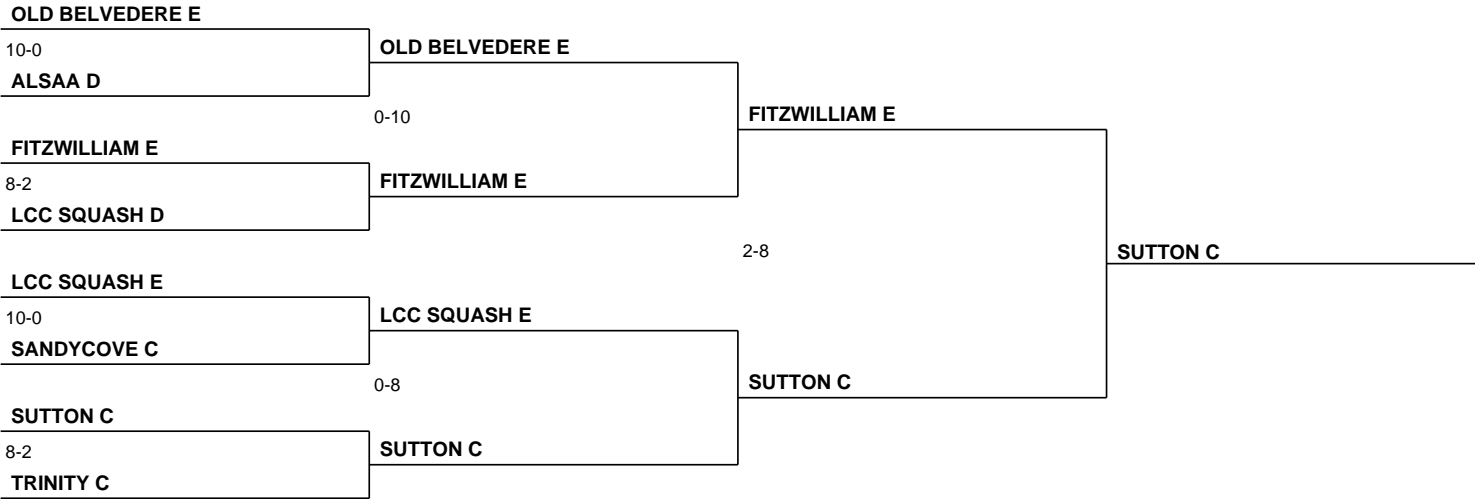 OLD BELVEDERE E
10-0
ALSAA D
FITZWILLIAM E
8-2
LCC SQUASH D
LCC SQUASH E
10-0
SANDYCOVE C
SUTTON C
8-2
TRINITY C
OLD BELVEDERE E
0-10
FITZWILLIAM E
LCC SQUASH E
0-8
SUTTON C
FITZWILLIAM E
2-8
SUTTON C
SUTTON C